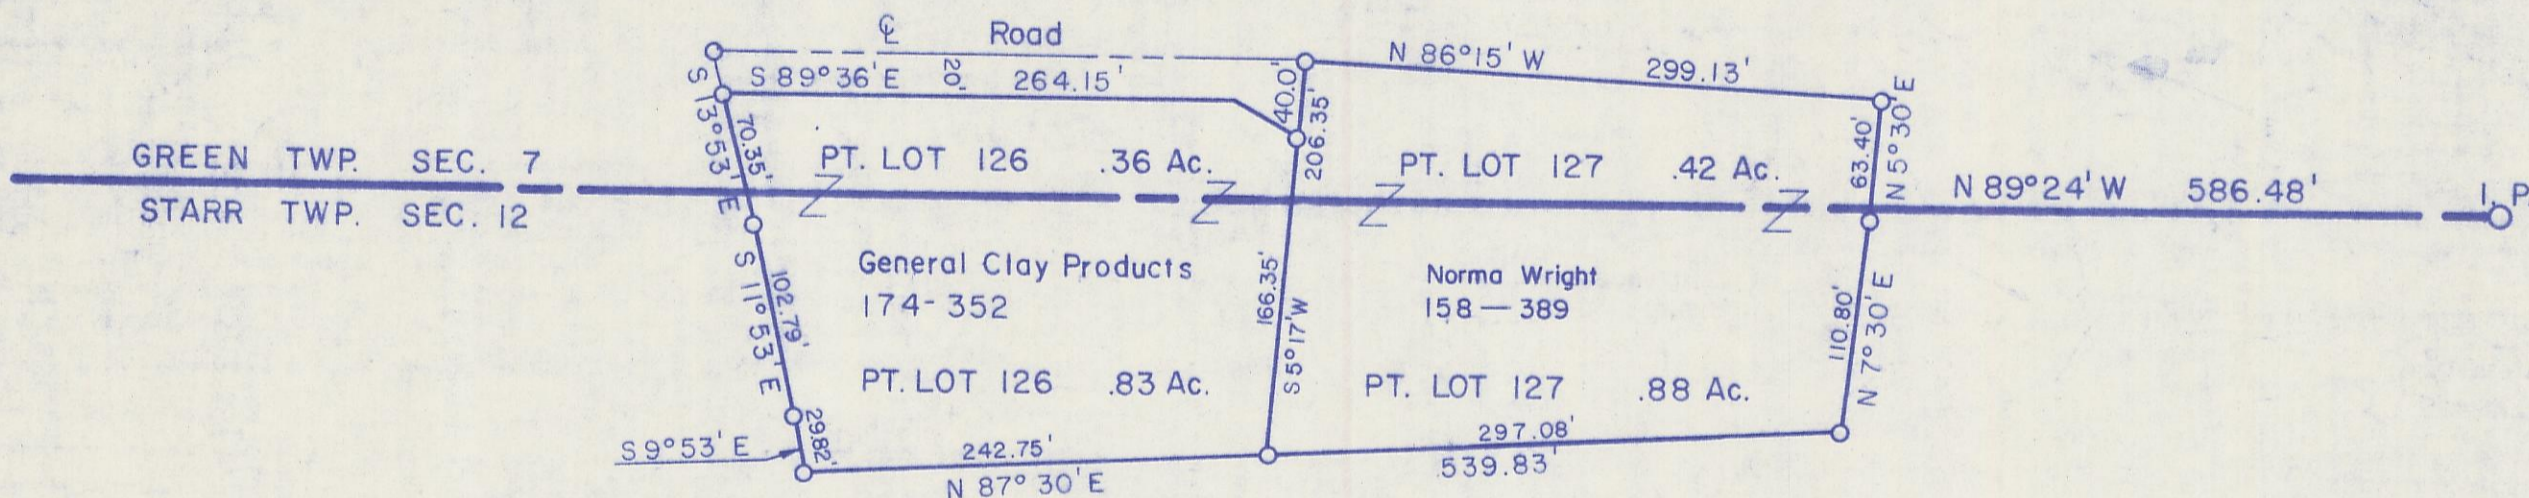 ℄ Road
N 86°15' W 299.13'
S 89°36' E 20' 264.15'
S 13°53' E
70.35'
40.0'
206.35'
63.40'
N 5°30' E
GREEN TWP. SEC. 7
PT. LOT 126 .36 Ac.
PT. LOT 127 .42 Ac.
N 89°24' W 586.48'
I. P.
STARR TWP. SEC. 12
S 11°53' E
102.79'
General Clay Products
174-352
166.35'
S 5°17' W
Norma Wright
158—389
110.80'
N 7°30' E
PT. LOT 126 .83 Ac.
PT. LOT 127 .88 Ac.
29.82'
S 9°53' E
242.75'
297.08'
N 87°30' E
539.83'